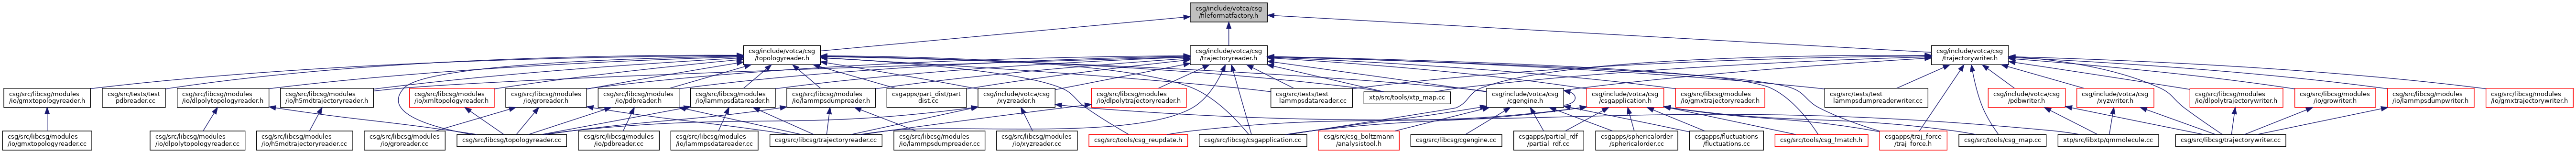 csg/include/votca/csg
/fileformatfactory.h
csg/include/votca/csg
/topologyreader.h
csg/include/votca/csg
/trajectoryreader.h
csg/include/votca/csg
/trajectorywriter.h
csg/src/libcsg/modules
/io/gmxtopologyreader.h
csg/src/tests/test
_pdbreader.cc
csg/src/libcsg/modules
/io/dlpolytopologyreader.h
csg/src/libcsg/modules
/io/h5mdtrajectoryreader.h
csg/src/libcsg/modules
/io/xmltopologyreader.h
csg/src/libcsg/modules
/io/groreader.h
csg/src/libcsg/modules
/io/pdbreader.h
csg/src/libcsg/modules
/io/lammpsdatareader.h
csg/src/libcsg/modules
/io/lammpsdumpreader.h
csgapps/part_dist/part
_dist.cc
csg/include/votca/csg
/xyzreader.h
csg/src/libcsg/modules
/io/dlpolytrajectoryreader.h
csg/src/tests/test
_lammpsdatareader.cc
xtp/src/tools/xtp_map.cc
csg/include/votca/csg
/cgengine.h
csg/include/votca/csg
/csgapplication.h
csg/src/libcsg/modules
/io/gmxtrajectoryreader.h
csg/src/tests/test
_lammpsdumpreaderwriter.cc
csg/include/votca/csg
/pdbwriter.h
csg/include/votca/csg
/xyzwriter.h
csg/src/libcsg/modules
/io/dlpolytrajectorywriter.h
csg/src/libcsg/modules
/io/growriter.h
csg/src/libcsg/modules
/io/lammpsdumpwriter.h
csg/src/libcsg/modules
/io/gmxtrajectorywriter.h
csg/src/libcsg/modules
/io/gmxtopologyreader.cc
csg/src/libcsg/modules
/io/dlpolytopologyreader.cc
csg/src/libcsg/modules
/io/h5mdtrajectoryreader.cc
csg/src/libcsg/modules
/io/groreader.cc
csg/src/libcsg/topologyreader.cc
csg/src/libcsg/modules
/io/pdbreader.cc
csg/src/libcsg/modules
/io/lammpsdatareader.cc
csg/src/libcsg/trajectoryreader.cc
csg/src/libcsg/modules
/io/lammpsdumpreader.cc
csg/src/libcsg/modules
/io/xyzreader.cc
csg/src/tools/csg_reupdate.h
csg/src/libcsg/csgapplication.cc
csg/src/csg_boltzmann
/analysistool.h
csg/src/libcsg/cgengine.cc
csgapps/partial_rdf
/partial_rdf.cc
csgapps/sphericalorder
/sphericalorder.cc
csgapps/fluctuations
/fluctuations.cc
csg/src/tools/csg_fmatch.h
csgapps/traj_force
/traj_force.h
csg/src/tools/csg_map.cc
xtp/src/libxtp/qmmolecule.cc
csg/src/libcsg/trajectorywriter.cc